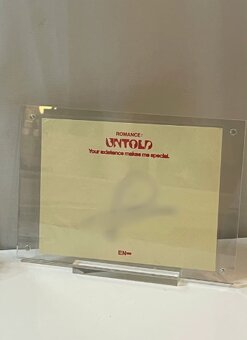 ROMANCE:
UNTOLD
Your existence makes me special.
EN-